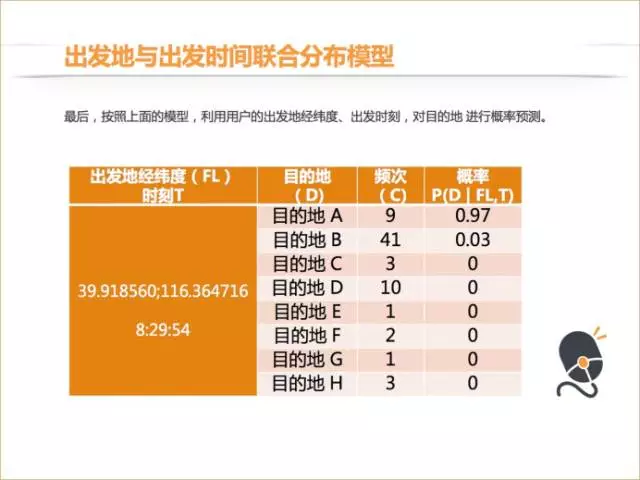 出发地与出发时间联合分布模型
最后，按照上面的模型，利用用户的出发地经纬度、出发时刻，对目的地 进行概率预测。
出发地经纬度（FL） 目的地 频次 概率
时刻T （D） （C） P(D | FL,T)
目的地 A 9 0.97
目的地 B 41 0.03
目的地 C 3 0
39.918560;116.364716 目的地 D 10 0
目的地 E 1 0
8:29:54 目的地 F 2 0
目的地 G 1 0
目的地 H 3 0